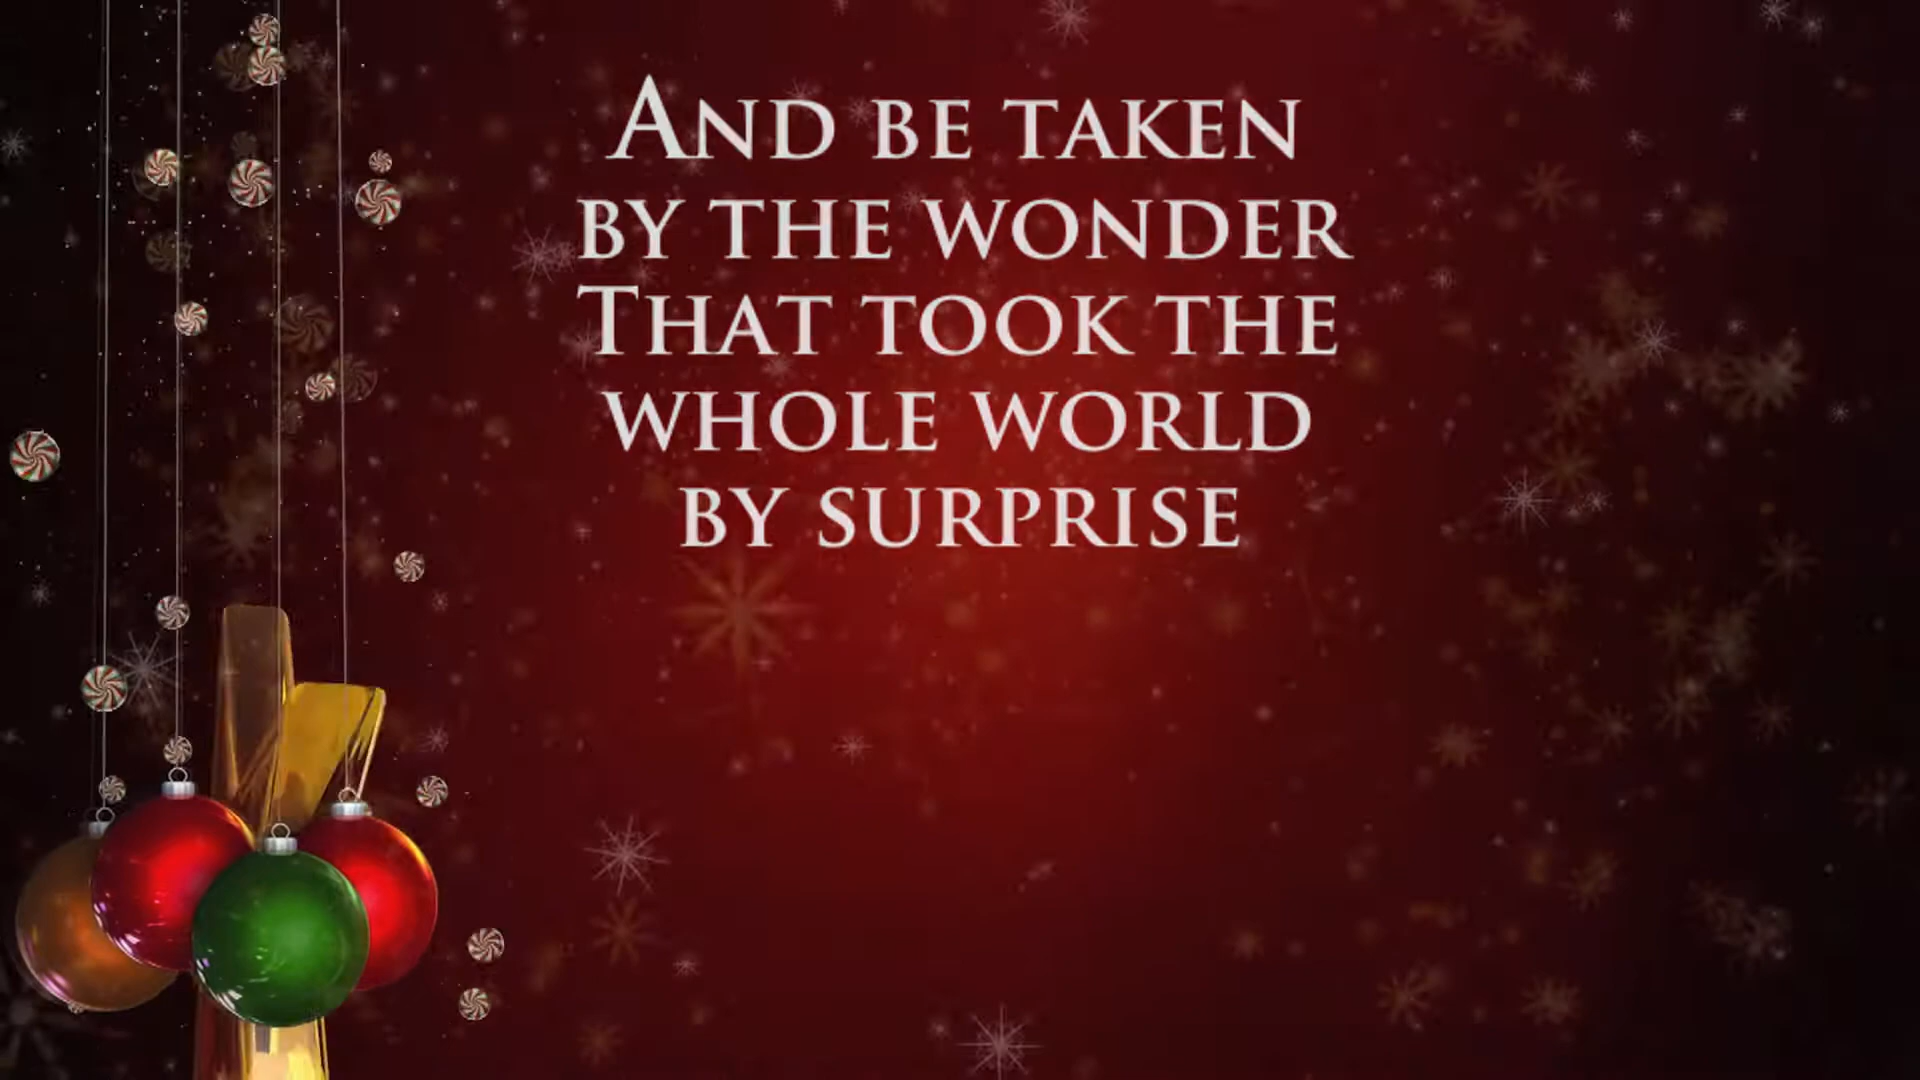 And be taken
by the wonder
That took the
whole world
by surprise